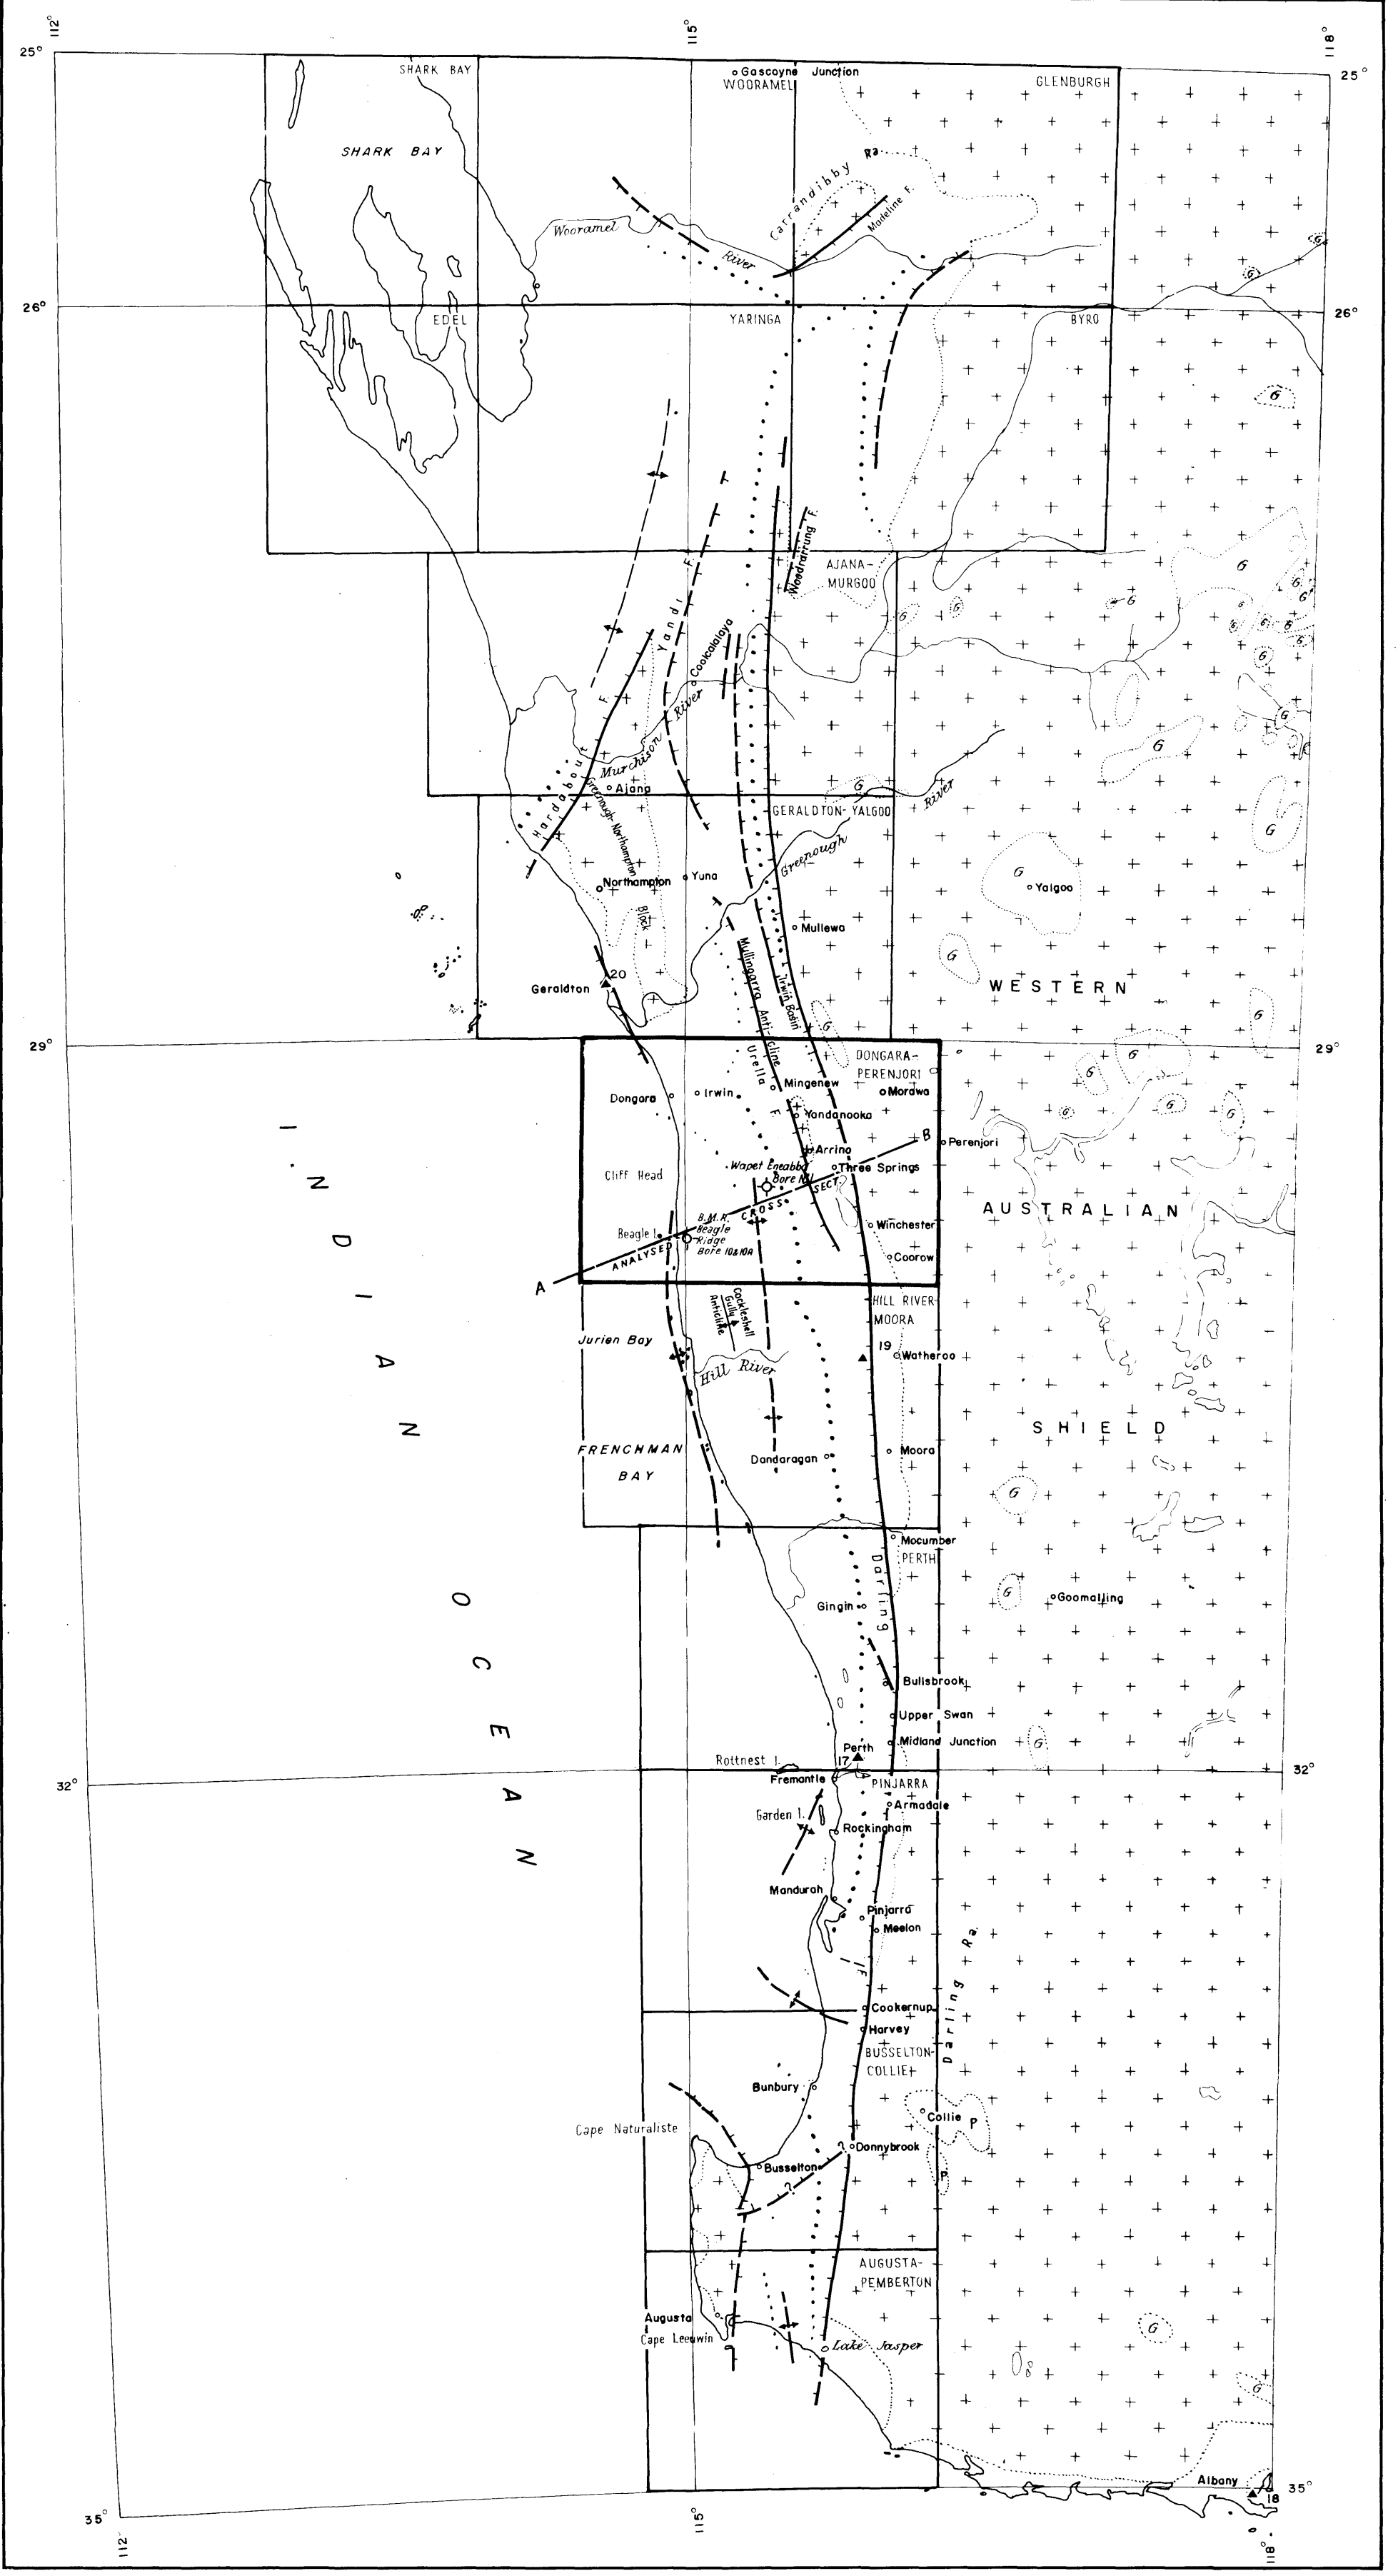 112°
115°
118°
25°
25°
SHARK BAY
Gascoyne Junction
WOORAMEL
GLENBURGH
SHARK BAY
Carrandibby Ra.
Madeline F.
Wooramel
River
G
G
26°
EDEL
YARINGA
BYRO
26°
G
Woodrarrung F.
AJANA-
MURGOO
G
G
G
G
G
G
G
G
G
G
G
G
Yandi F.
Coolcalalaya
Hardabout F.
Murchison River
G
G
G
Ajana
River
GERALDTON-YALGOO
Greenough-Northampton
Block
Greenough
G
Northampton
Yuna
G
Yalgoo
Mullewa
G
Mullingarra Anticline
Irwin Basin
20
Geraldton
WESTERN
G
G
29°
29°
DONGARA-
PERENJORI
G
G
Urella
F.
Mingenew
Morawa
Dongara
Irwin
G
G
G
Yandanooka
B
Perenjori
Arrino
Wapet Eneabba
Bore No 1
Three Springs
Cliff Head
CROSS SECT.
AUSTRALIAN
Winchester
Beagle I.
B.M.R.
Beagle
Ridge
Bore 10&10A
ANALYSED
Coorow
A
Cockleshell
Gully
Anticline
HILL RIVER-
MOORA
Jurien Bay
19
Watheroo
Hill River
SHIELD
FRENCHMAN
BAY
Moora
Dandaragan
G
Mocumber
PERTH
Darling
G
Goomalling
Gingin
Bullsbrook
Upper Swan
Midland Junction
G
Perth
17
Rottnest I.
32°
32°
Fremantle
PINJARRA
Armadale
Garden I.
Rockingham
INDIAN OCEAN
Mandurah
Pinjarra
Meelon
F
Darling Ra.
Cookernup
Harvey
BUSSELTON-
COLLIE
Bunbury
Collie
P
Cape Naturaliste
?
Donnybrook
Busselton
?
P
AUGUSTA-
PEMBERTON
Augusta
Cape Leeuwin
?
Lake Jasper
G
G
Albany
18
35°
35°
112°
115°
118°